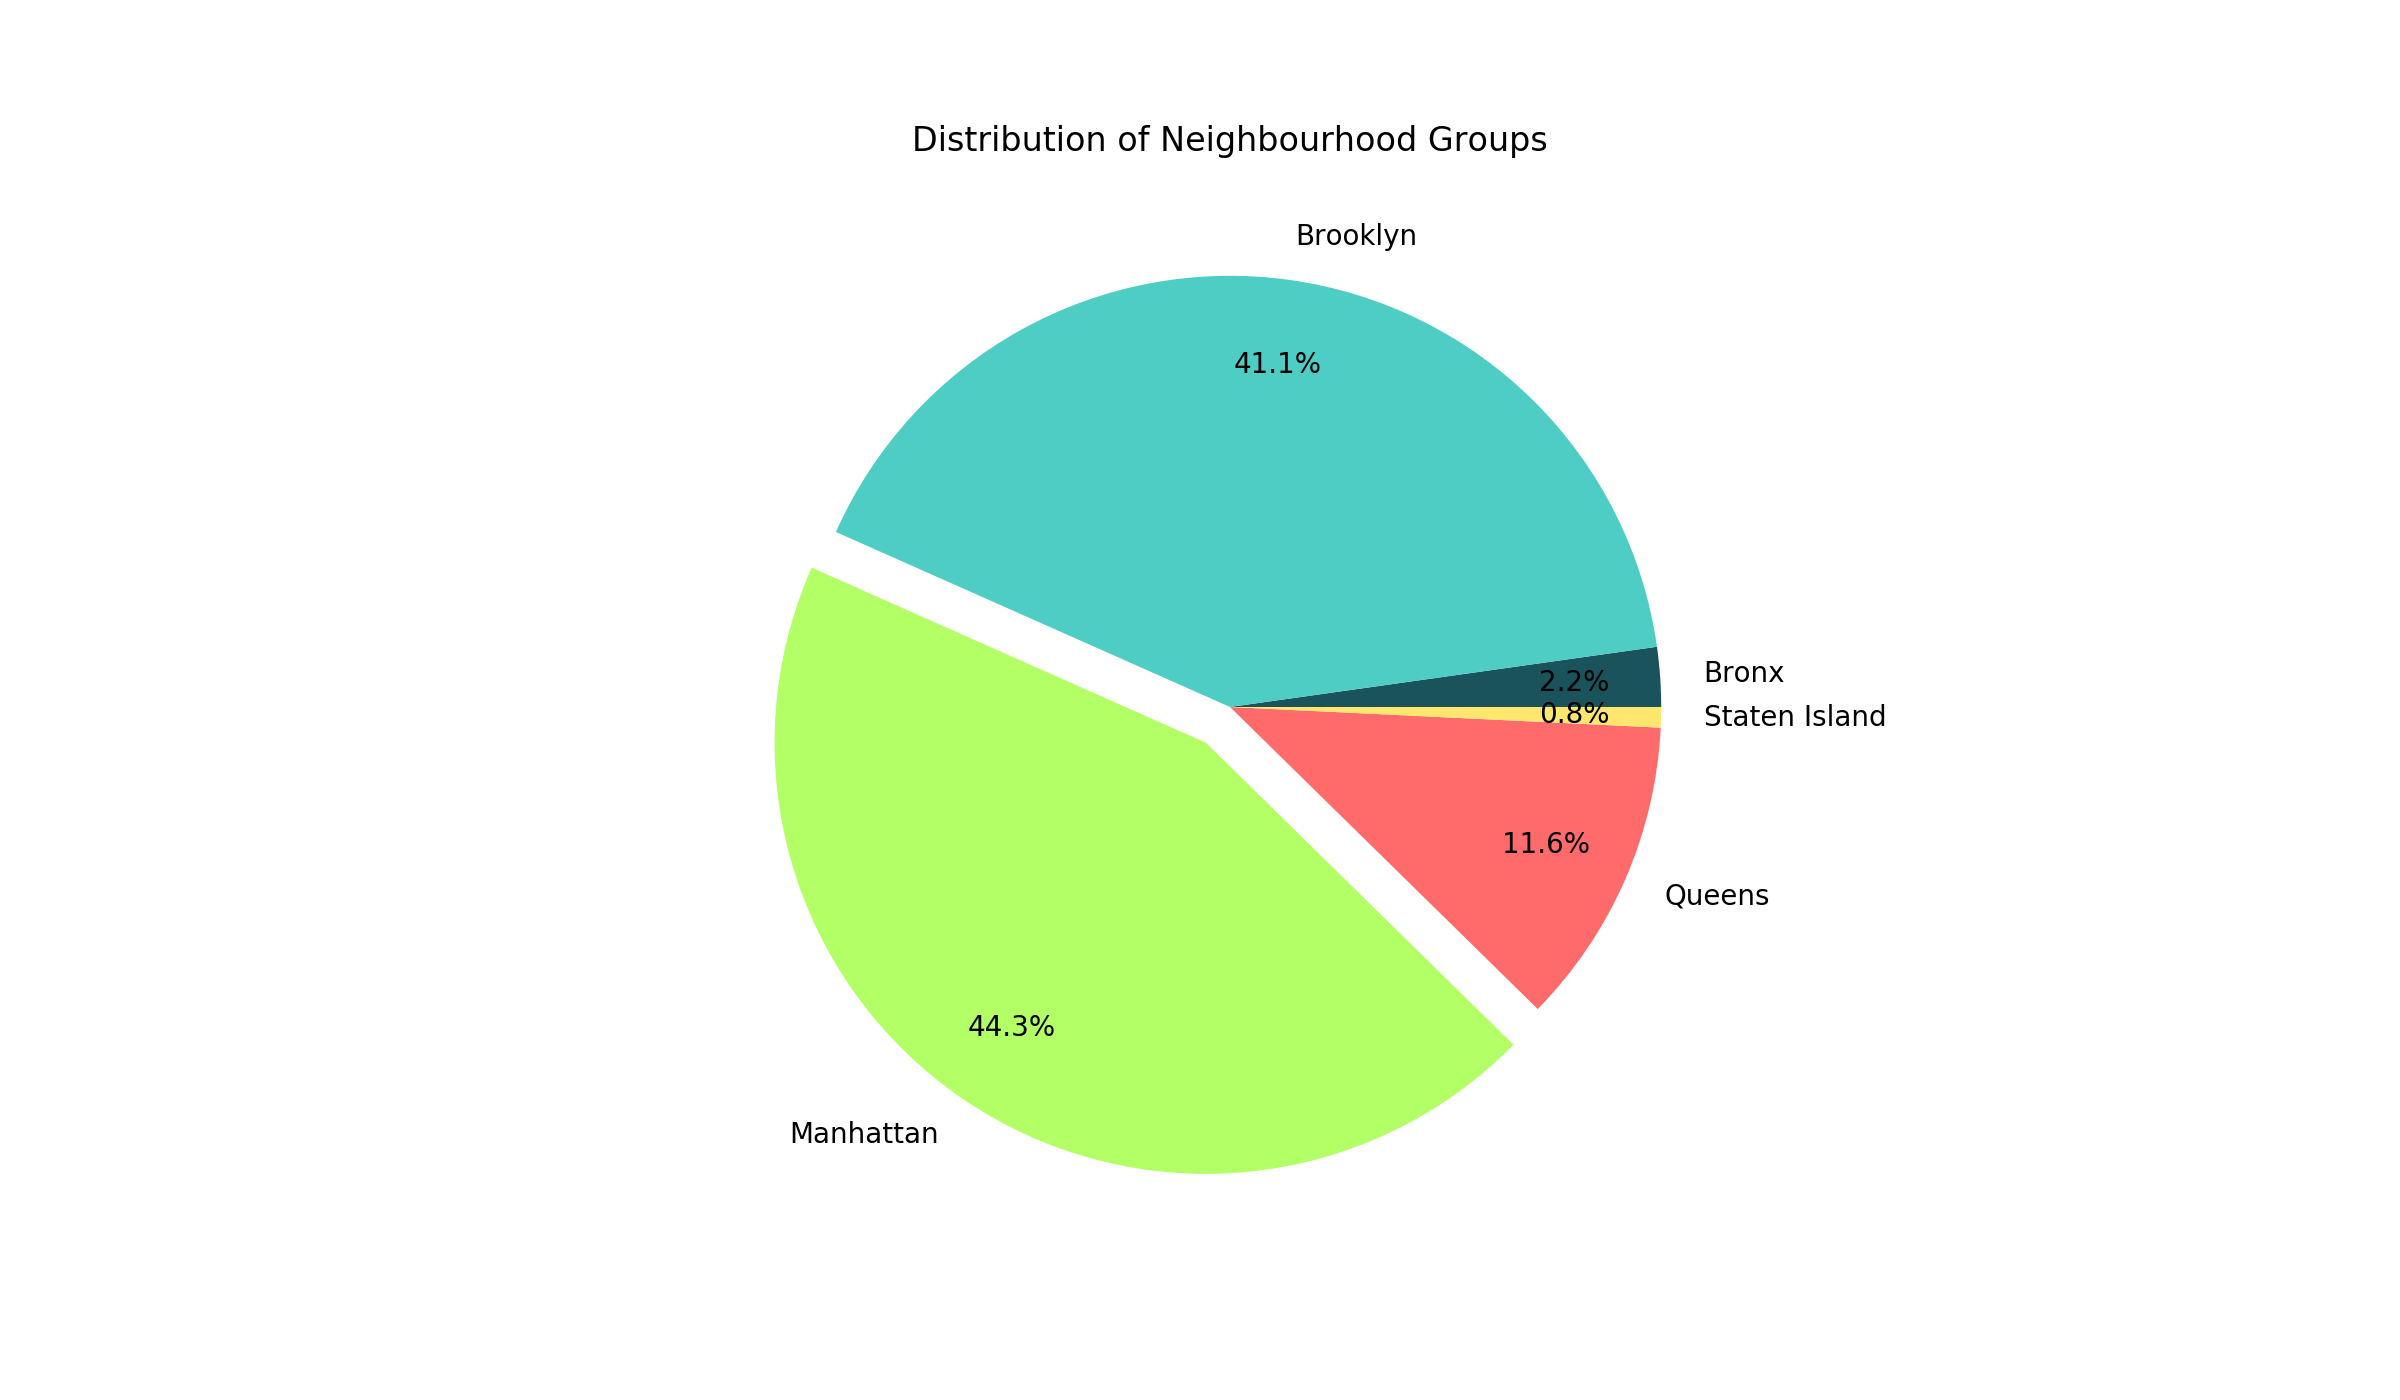 Distribution of Neighbourhood Groups
Brooklyn
41.1%
Bronx
2.2%
0.8%
Staten Island
11.6%
Queens
44.3%
Manhattan